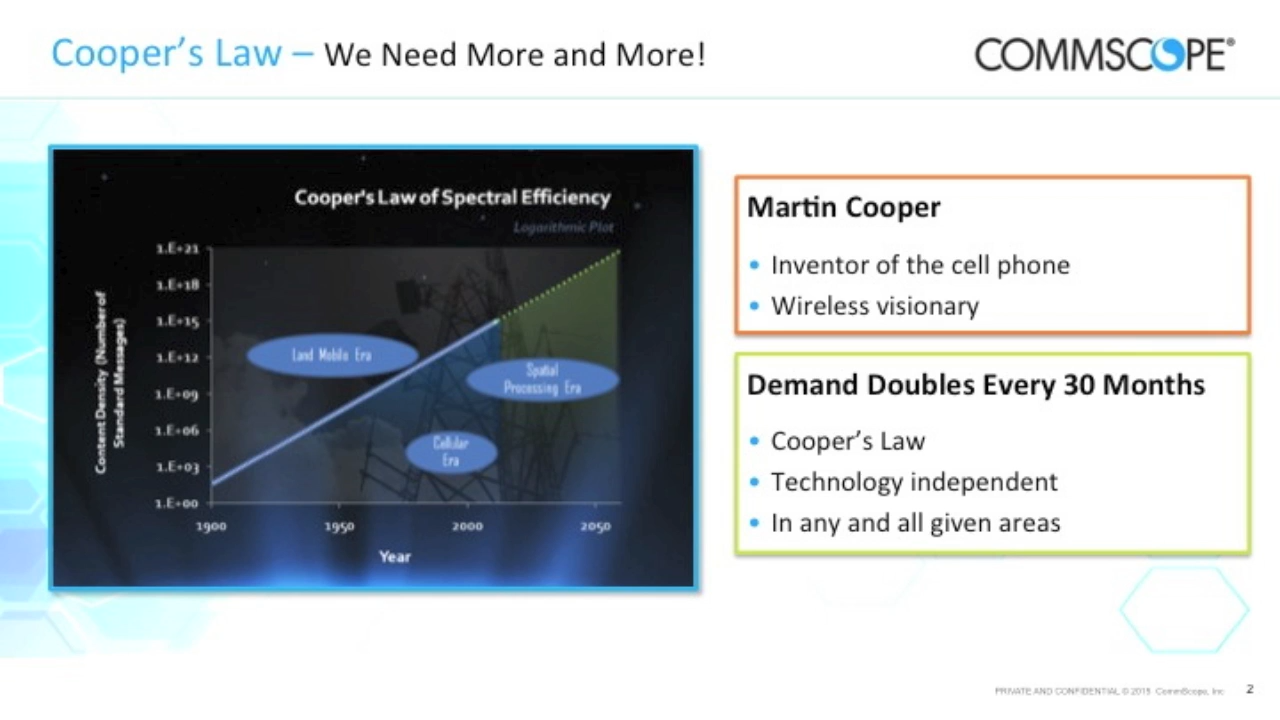 Cooper's Law – We Need More and More!
COMMSCOPE®
Cooper's Law of Spectral Efficiency
Logarithmic Plot
Content Density (Number of
Standard Messages)
1.E+21
1.E+18
1.E+15
1.E+12
1.E+09
1.E+06
1.E+03
1.E+00
Land Mobile Era
Spatial
Processing Era
Cellular
Era
1900 1950 2000 2050
Year
Martin Cooper
• Inventor of the cell phone
• Wireless visionary
Demand Doubles Every 30 Months
• Cooper's Law
• Technology independent
• In any and all given areas
PRIVATE AND CONFIDENTIAL © 2015 CommScope, Inc
2